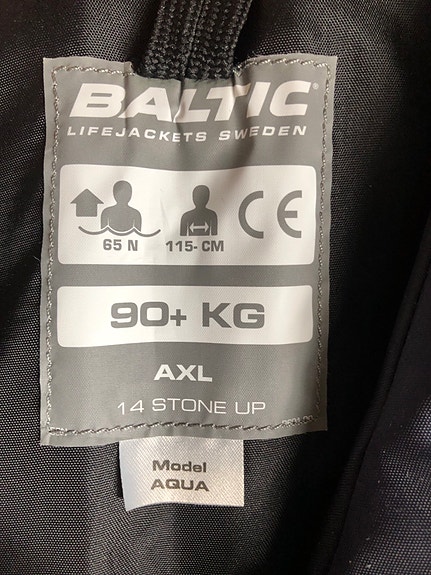 BALTIC®
LIFEJACKETS SWEDEN
65 N 115- CM CE
90+ KG
AXL
14 STONE UP
Model
AQUA